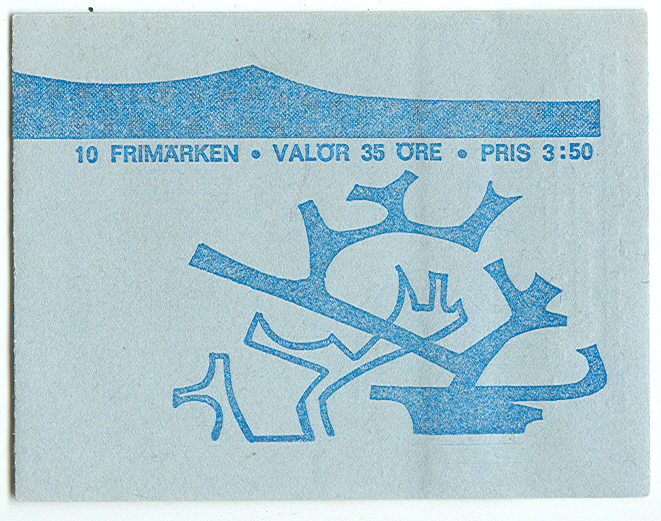 10 FRIMÄRKEN • VALÖR 35 ÖRE • PRIS 3:50